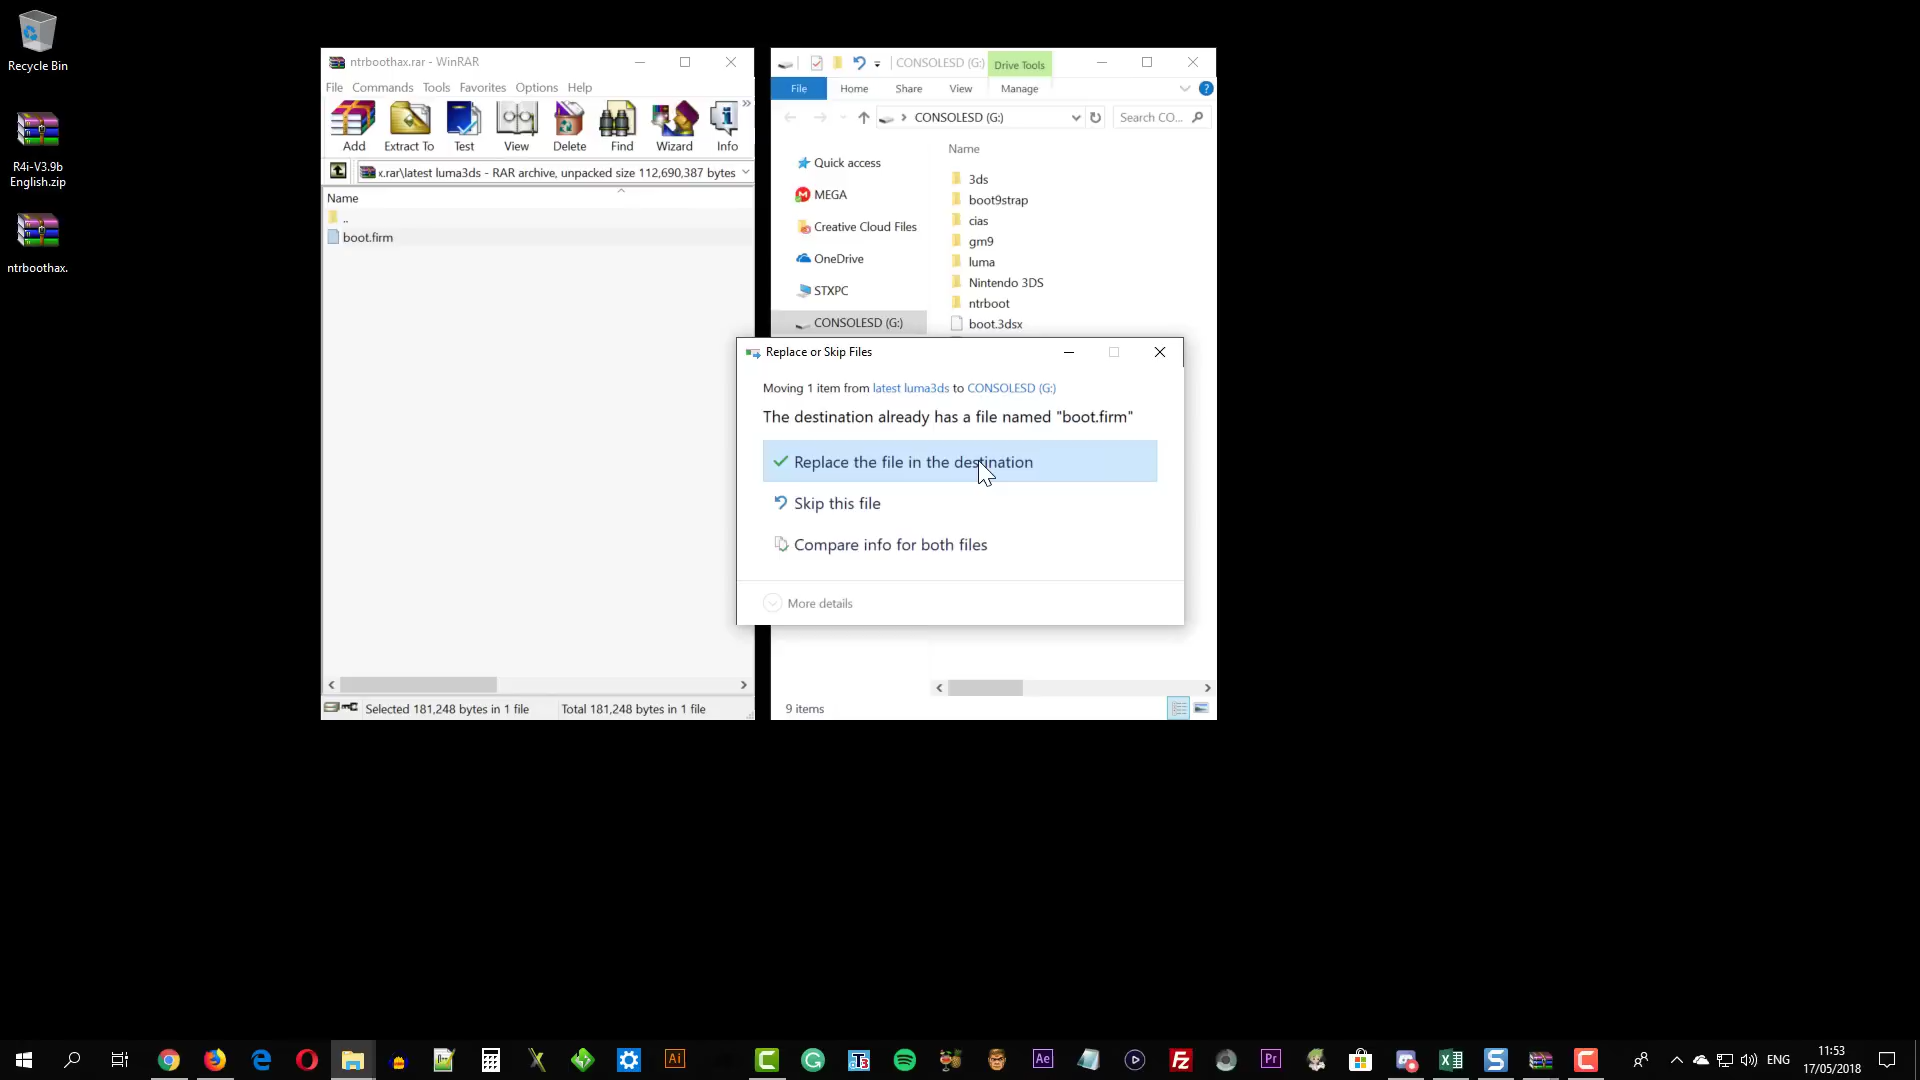 Recycle Bin
R4i-V3.9b
English.zip
ntrboothax.
ntrboothax.rar - WinRAR
File Commands Tools Favorites Options Help
Add Extract To Test View Delete Find Wizard Info
x.rar\latest luma3ds - RAR archive, unpacked size 112,690,387 bytes
Name
..
boot.firm
Selected 181,248 bytes in 1 file
Total 181,248 bytes in 1 file
CONSOLESD (G:)
Drive Tools
File Home Share View Manage
CONSOLESD (G:)
Search CO...
Quick access
MEGA
Creative Cloud Files
OneDrive
STXPC
CONSOLESD (G:)
Name
3ds
boot9strap
cias
gm9
luma
Nintendo 3DS
ntrboot
boot.3dsx
9 items
Replace or Skip Files
Moving 1 item from latest luma3ds to CONSOLESD (G:)
The destination already has a file named "boot.firm"
Replace the file in the destination
Skip this file
Compare info for both files
More details
Ai
T3
Ae
Fz
Pr
ENG
11:53
17/05/2018